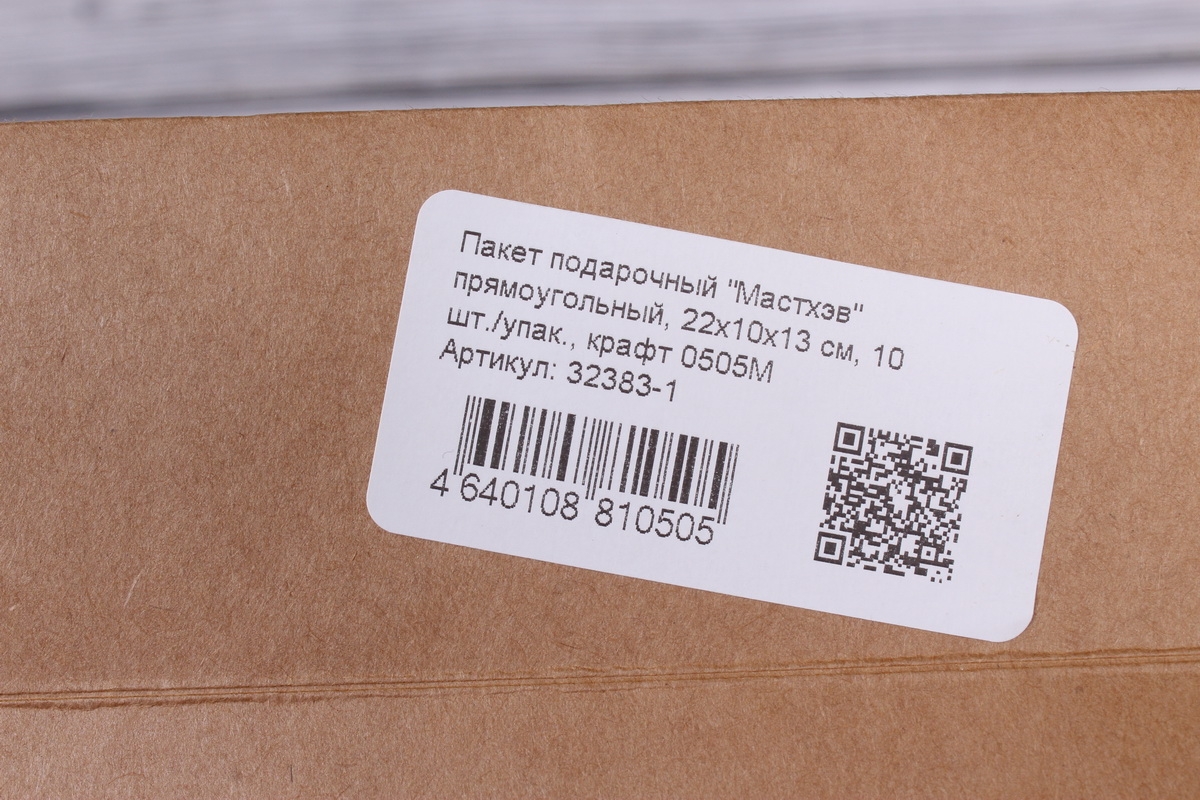 Пакет подарочный "Мастхэв"
прямоугольный, 22х10х13 см, 10
шт./упак., крафт 0505М
Артикул: 32383-1
4 640108 810505